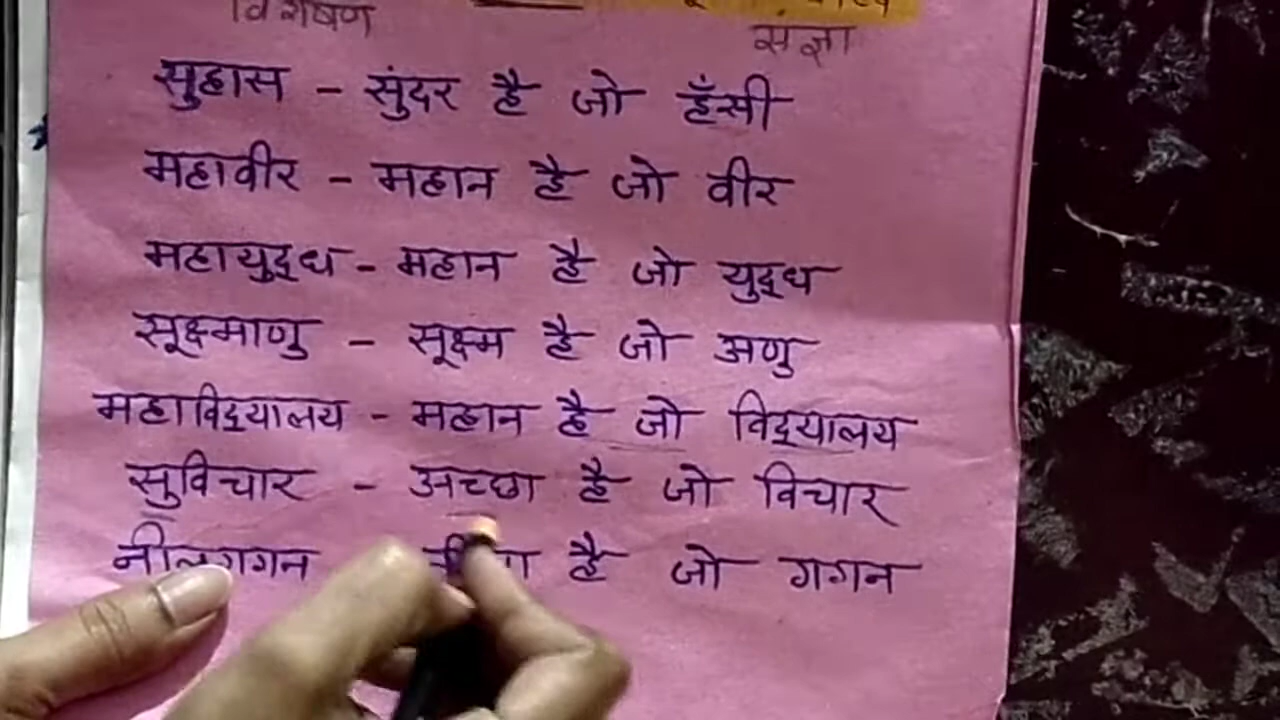 विशेषण संज्ञा
सुहास - सुंदर है जो हँसी
महावीर - महान है जो वीर
महायुद्ध - महान है जो युद्ध
सूक्ष्माणु - सूक्ष्म है जो अणु
महाविद्यालय - महान है जो विद्यालय
सुविचार - अच्छा है जो विचार
नीलगगन है जो गगन